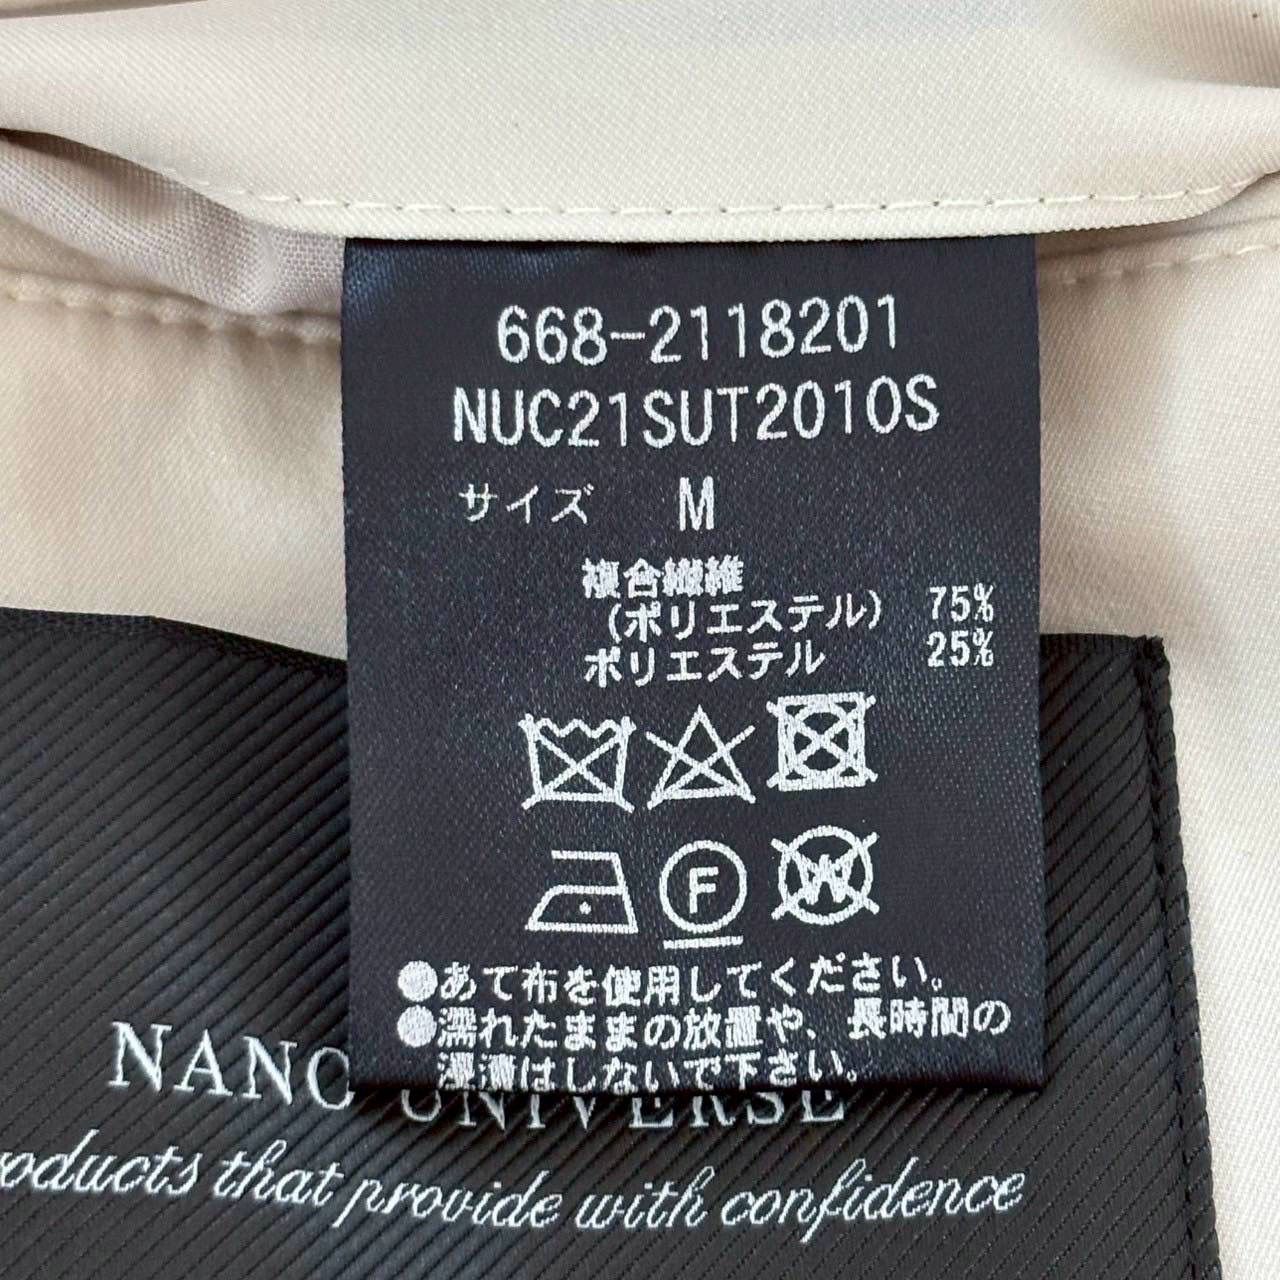 668-2118201
NUC21SUT2010S
サイズ M
複合繊維
(ポリエステル) 75%
ポリエステル 25%
F
W
●あて布を使用してください。
●濡れたままの放置や、長時間の
浸漬はしないで下さい。
NANO UNIVERSE
that provide with confidence